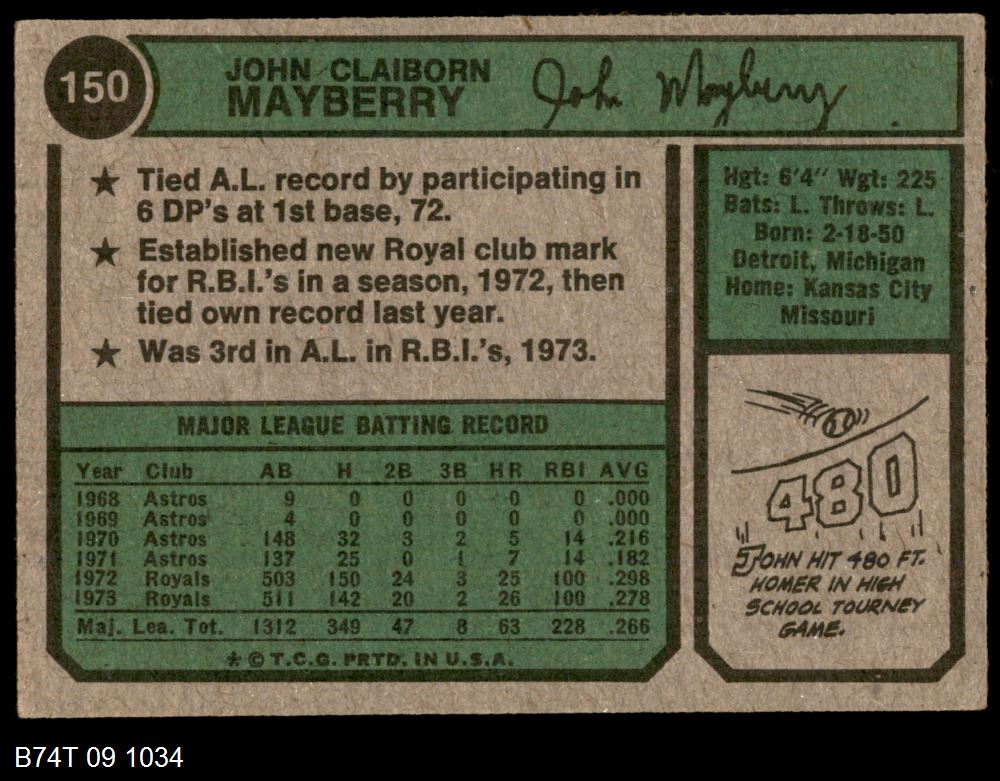 150
JOHN CLAIBORN
MAYBERRY
John Mayberry
★ Tied A.L. record by participating in
6 DP's at 1st base, 72.
★ Established new Royal club mark
for R.B.I.'s in a season, 1972, then
tied own record last year.
★ Was 3rd in A.L. in R.B.I.'s, 1973.
Hgt: 6'4" Wgt: 225
Bats: L. Throws: L.
Born: 2-18-50
Detroit, Michigan
Home: Kansas City
Missouri
MAJOR LEAGUE BATTING RECORD
Year Club AB H 2B 3B HR RBI AVG
1968 Astros 9 0 0 0 0 0 .000
1969 Astros 4 0 0 0 0 0 .000
1970 Astros 148 32 3 2 5 14 .216
1971 Astros 137 25 0 1 7 14 .182
1972 Royals 503 150 24 3 25 100 .298
1973 Royals 511 142 20 2 26 100 .278
Maj. Lea. Tot. 1312 349 47 8 63 228 .266
* © T.C.G. PRTD. IN U.S.A.
480
JOHN HIT 480 FT.
HOMER IN HIGH
SCHOOL TOURNEY
GAME.
B74T 09 1034